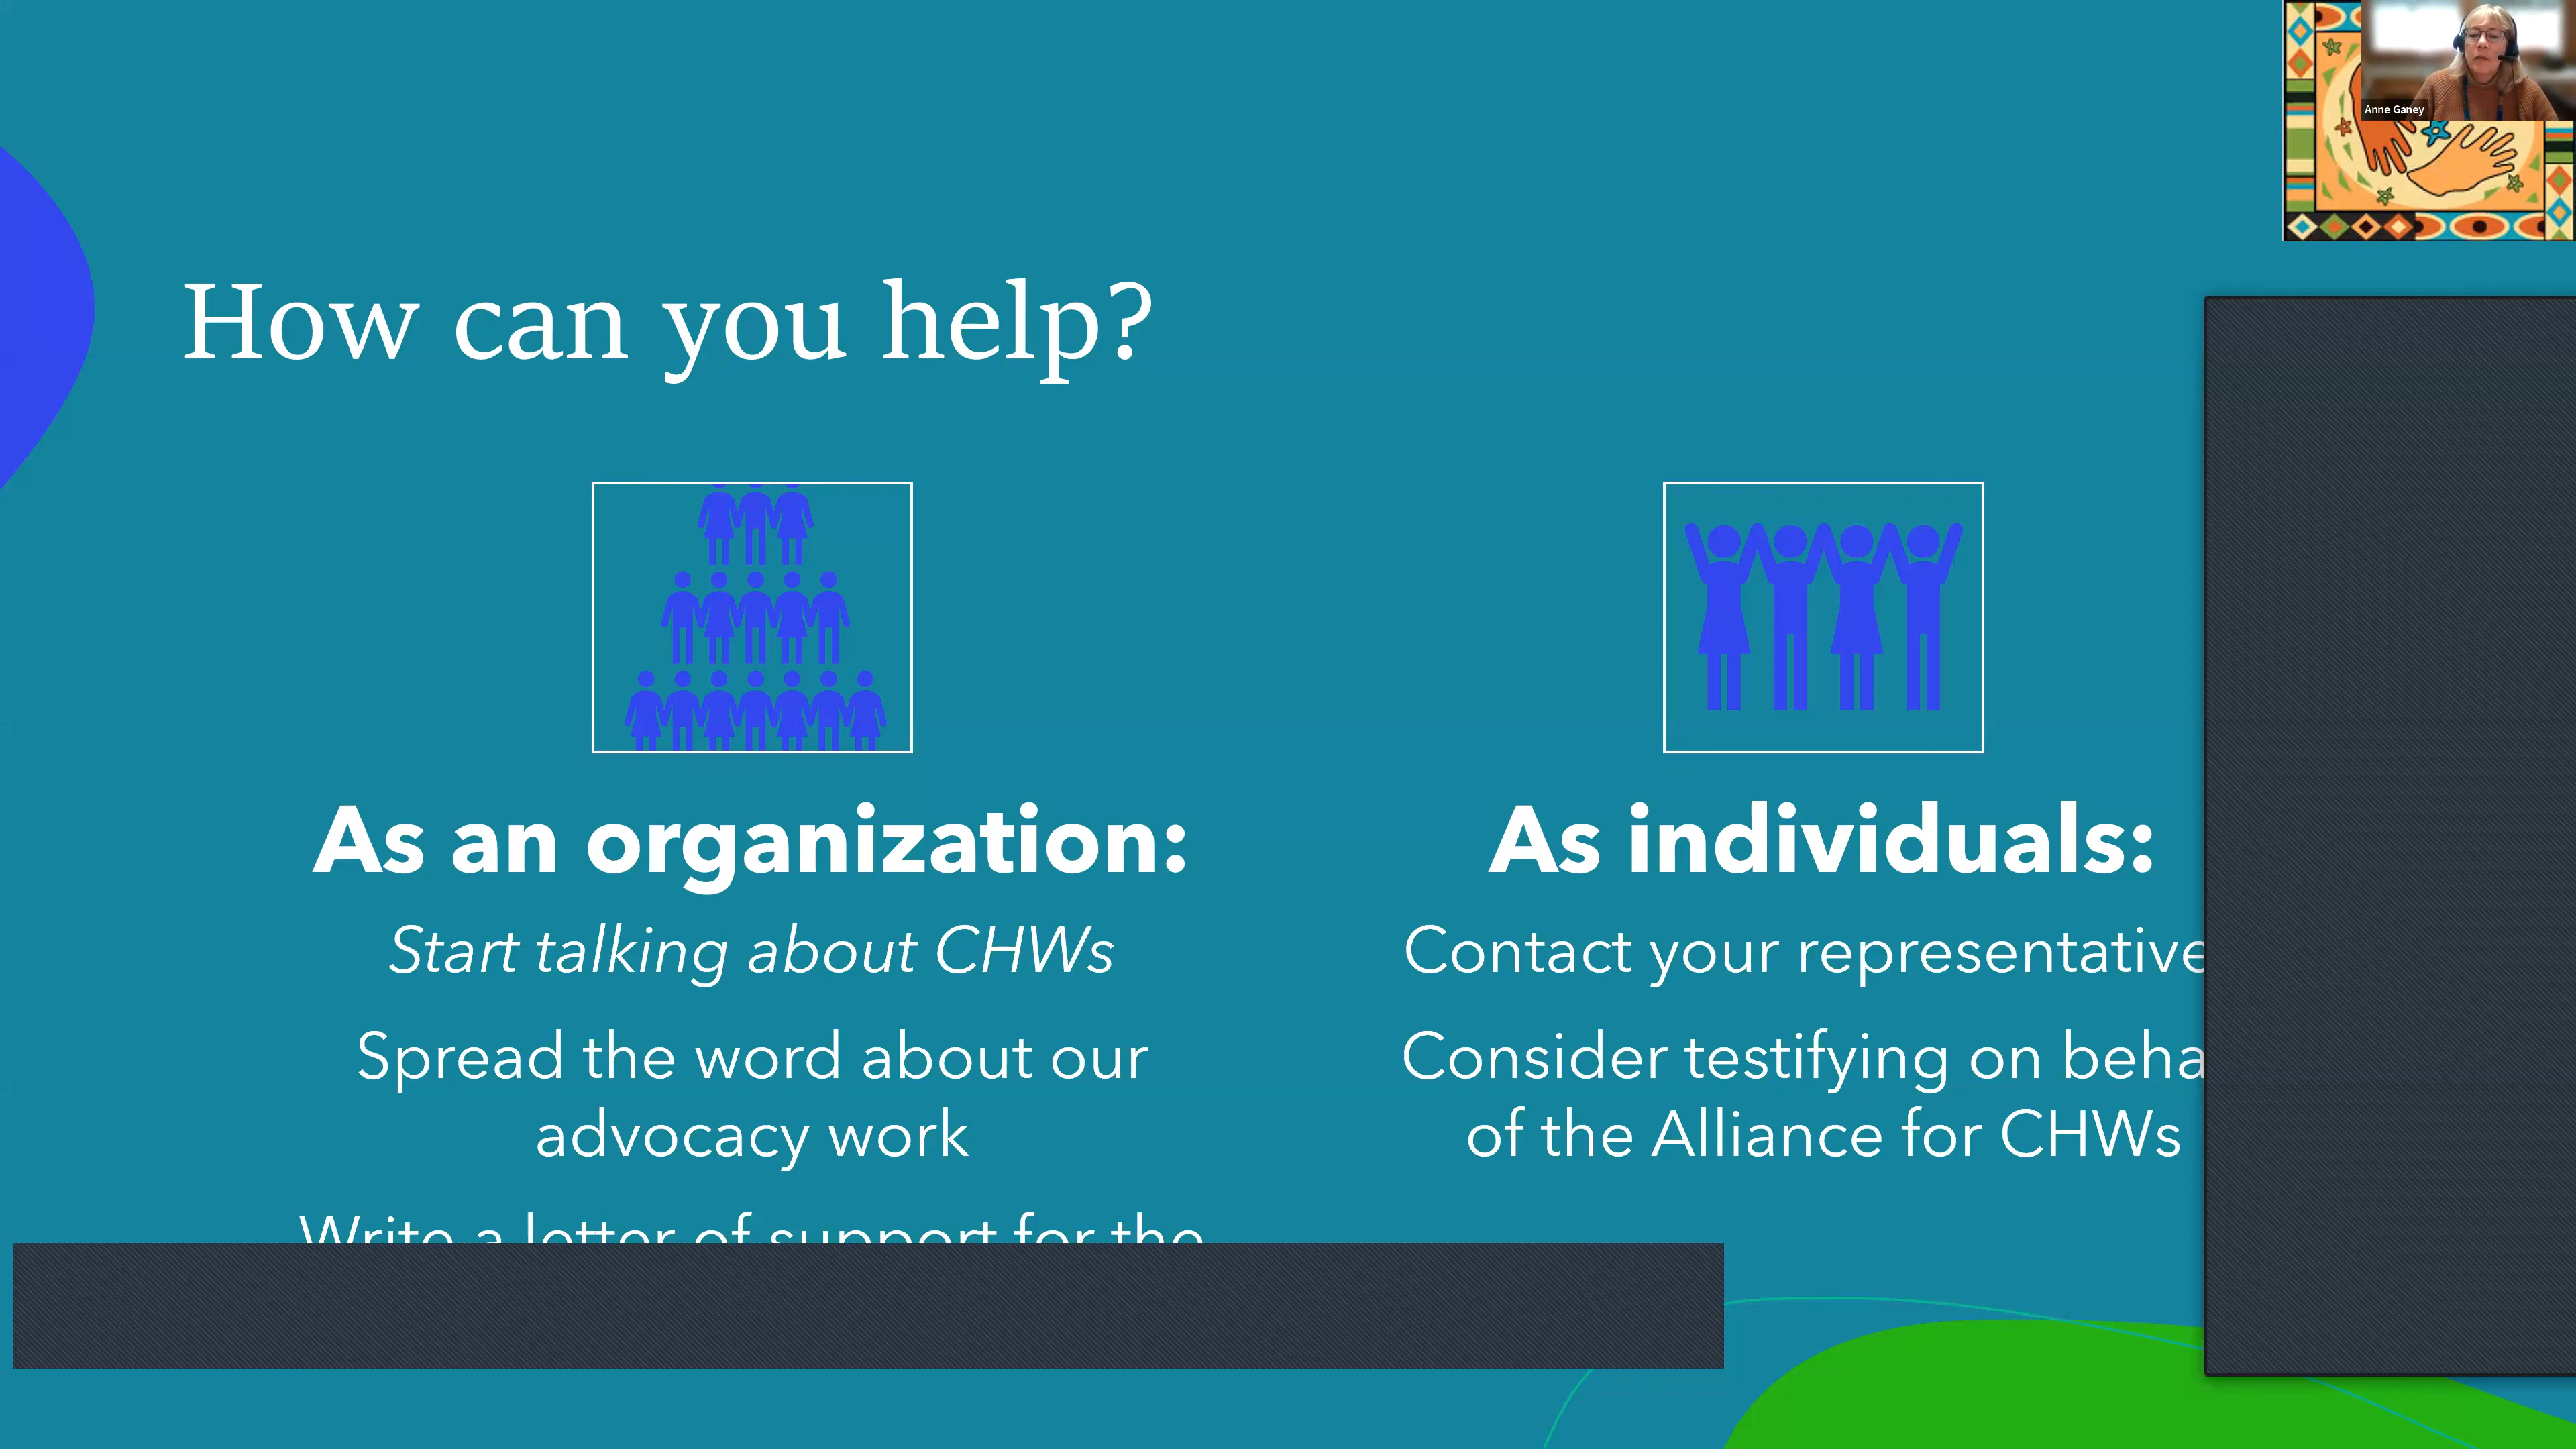 Anne Ganey
How can you help?
As an organization:
Start talking about CHWs
Spread the word about our
advocacy work
Write a letter of support for the
As individuals:
Contact your representative
Consider testifying on beha
of the Alliance for CHWs